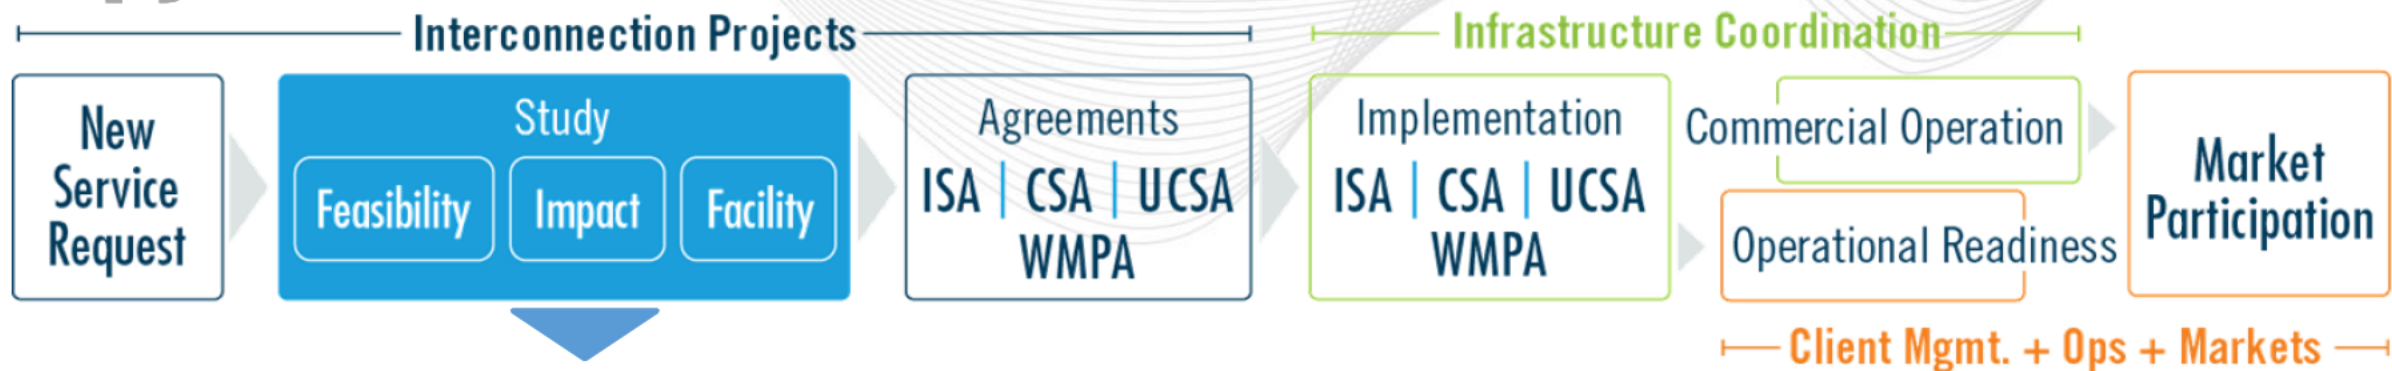 Interconnection Projects
Infrastructure Coordination
New
Service
Request
Study
Feasibility
Impact
Facility
Agreements
ISA | CSA | UCSA
WMPA
Implementation
ISA | CSA | UCSA
WMPA
Commercial Operation
Operational Readiness
Market
Participation
Client Mgmt. + Ops + Markets